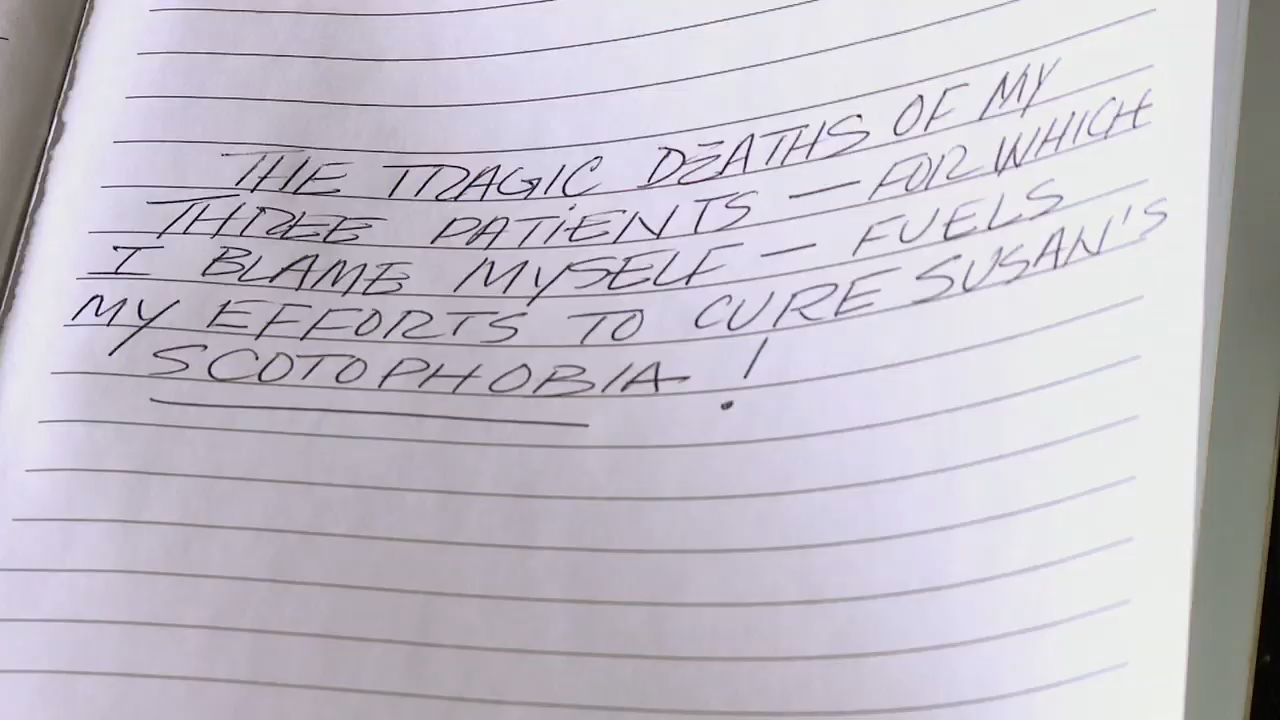 THE TRAGIC DEATHS OF MY
THREE PATIENTS — FOR WHICH
I BLAME MYSELF — FUELS
MY EFFORTS TO CURE SUSAN'S
SCOTOPHOBIA !